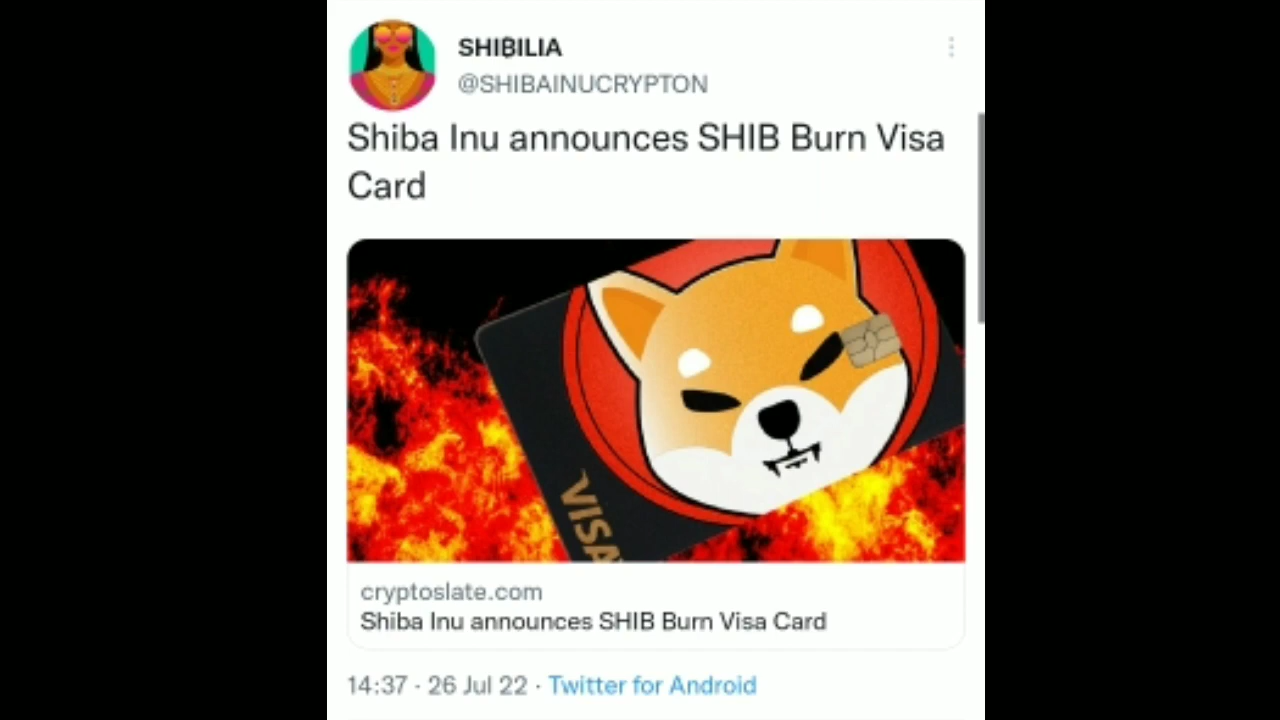 SHIɃILIA
@SHIBAINUCRYPTON
Shiba Inu announces SHIB Burn Visa
Card
VISA
cryptoslate.com
Shiba Inu announces SHIB Burn Visa Card
14:37 · 26 Jul 22 · Twitter for Android